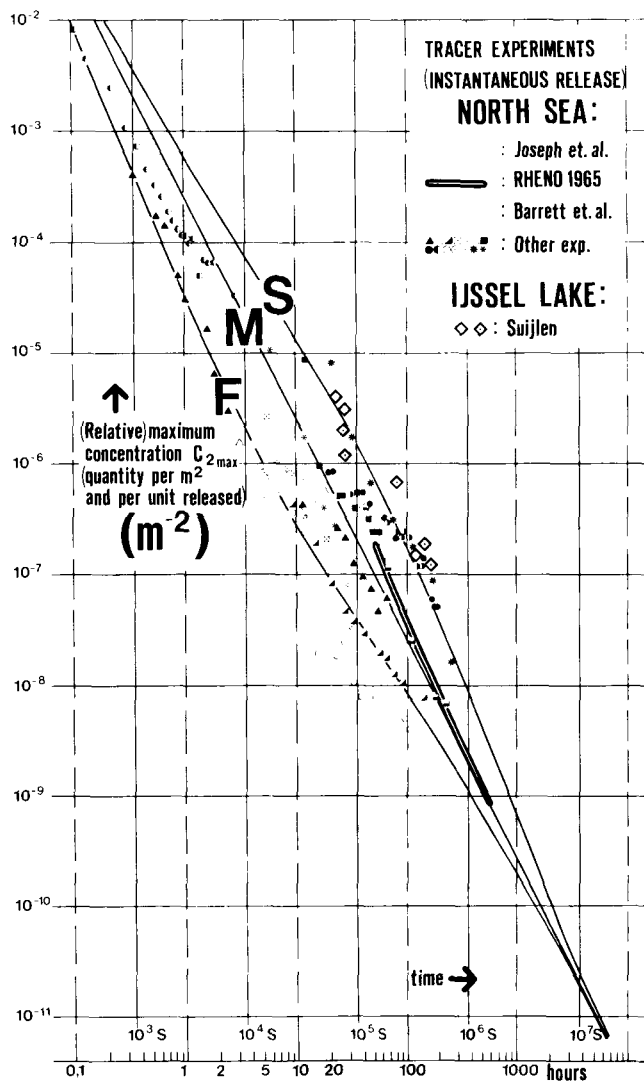 10⁻²
10⁻³
10⁻⁴
10⁻⁵
10⁻⁶
10⁻⁷
10⁻⁸
10⁻⁹
10⁻¹⁰
10⁻¹¹
TRACER EXPERIMENTS
(INSTANTANEOUS RELEASE)
NORTH SEA:
: Joseph et. al.
: RHENO 1965
: Barrett et. al.
: Other exp.
IJSSEL LAKE:
: Suijlen
S
M
F
(Relative) maximum
concentration C₂ₘₐₓ
(quantity per m²
and per unit released)
(m⁻²)
time →
10³ S 10⁴ S 10⁵ S 10⁶ S 10⁷ S
0,1 1 2 10 20 100 1000 hours